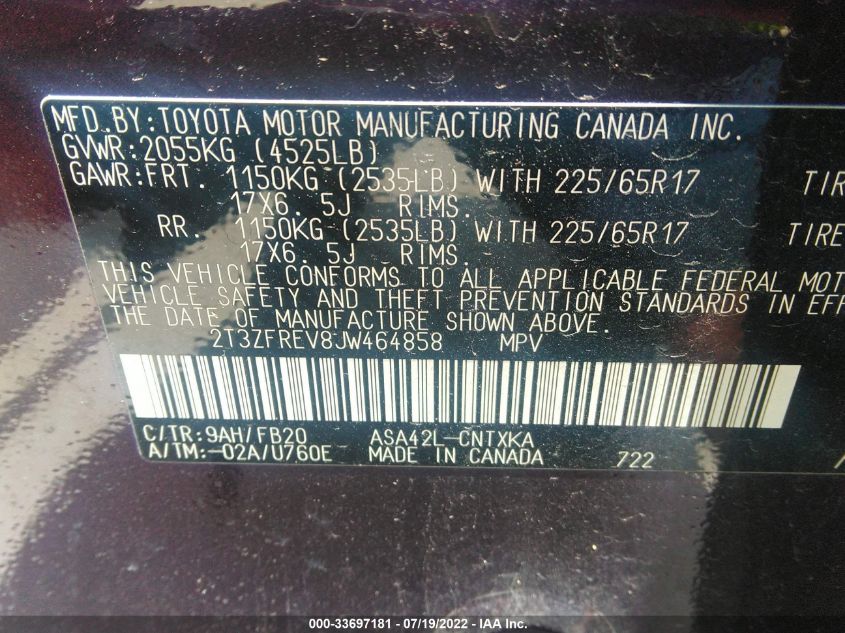 MFD.BY:TOYOTA MOTOR MANUFACTURING CANADA INC.
GVWR:2055KG (4525LB)
GAWR:FRT. 1150KG (2535LB) WITH 225/65R17 TIR
17X6. 5J RIMS.
RR. 1150KG (2535LB) WITH 225/65R17 TIRE
17X6. 5J RIMS.
THIS VEHICLE CONFORMS TO ALL APPLICABLE FEDERAL MOT
VEHICLE SAFETY AND THEFT PREVENTION STANDARDS IN EFF
THE DATE OF MANUFACTURE SHOWN ABOVE.
2T3ZFREV8JW464858 MPV
C/TR:9AH/FB20 ASA42L-CNTXKA
A/TM:-02A/U760E MADE IN CANADA 722
000-33697181 - 07/19/2022 - IAA Inc.